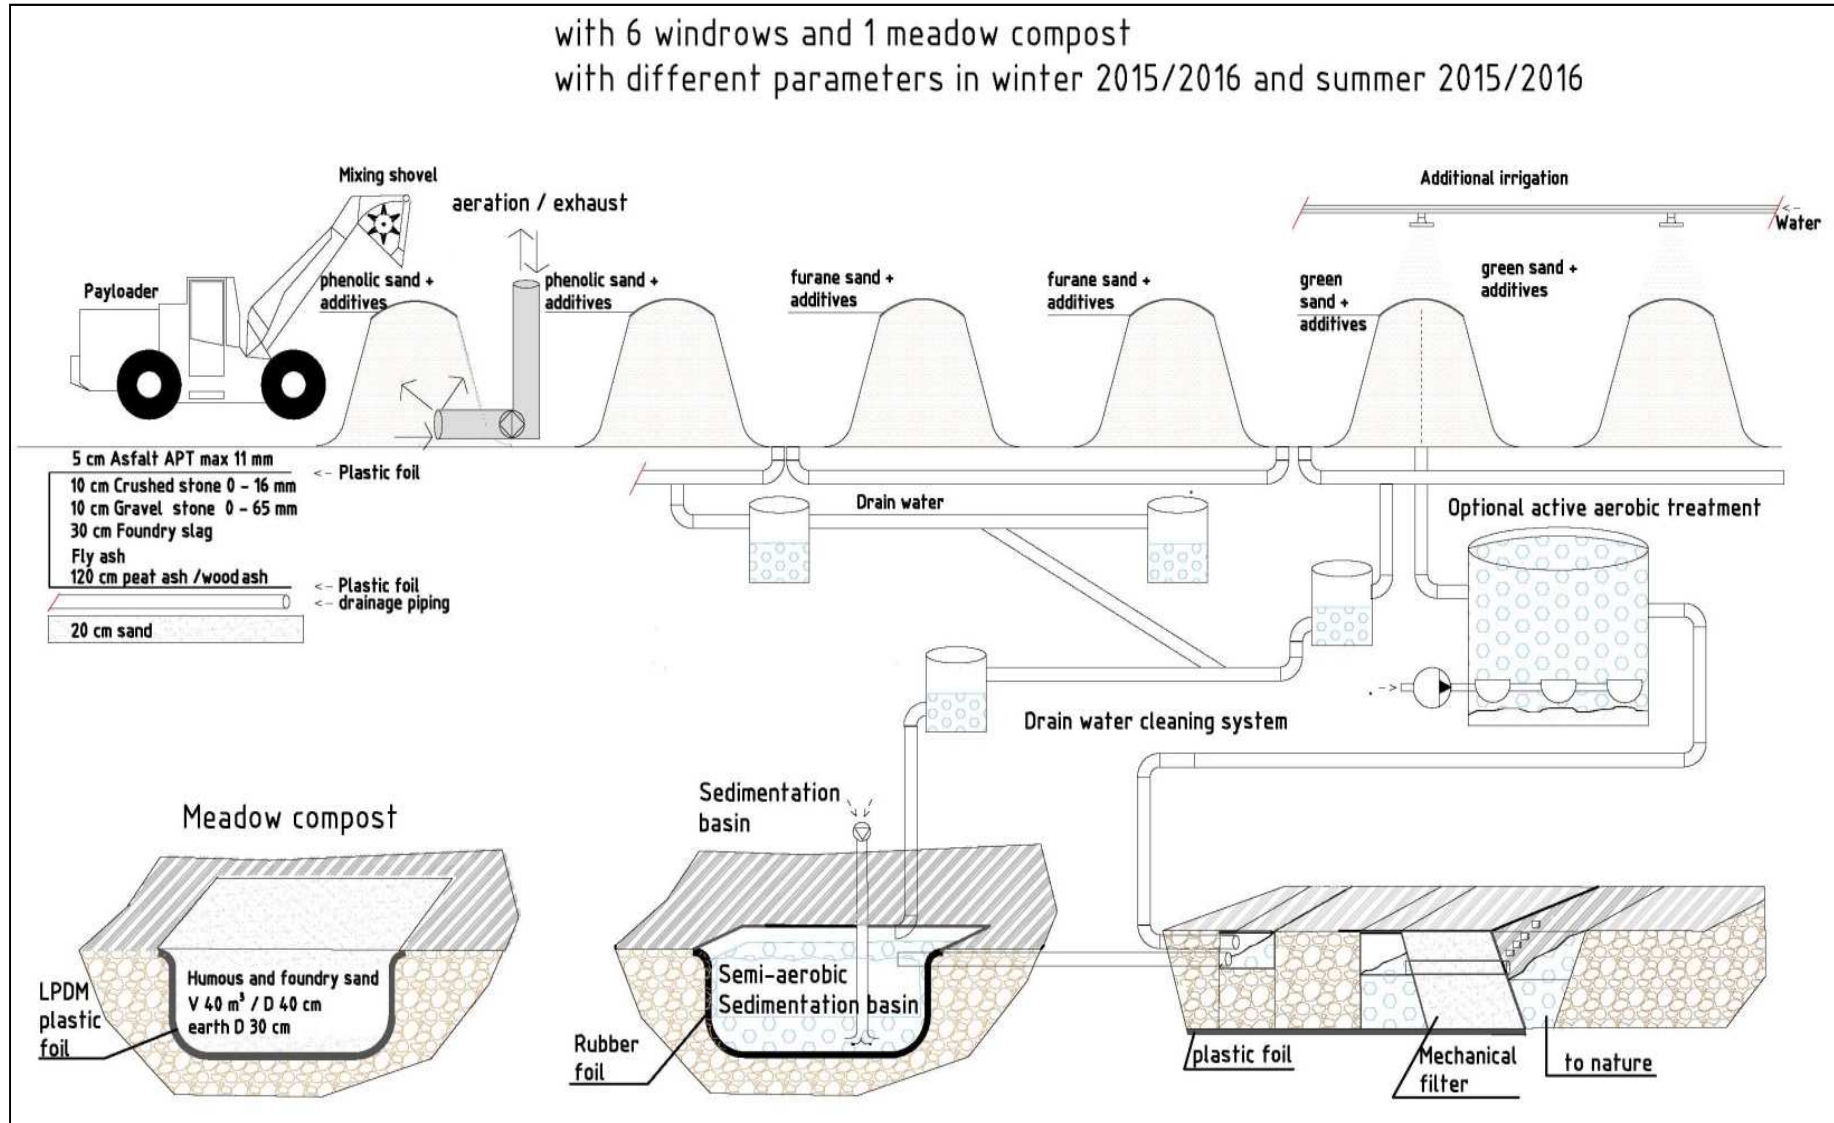 with 6 windrows and 1 meadow compost
with different parameters in winter 2015/2016 and summer 2015/2016
Mixing shovel
aeration / exhaust
Additional irrigation
<- Water
Payloader
phenolic sand +
additives
phenolic sand +
additives
furane sand +
additives
furane sand +
additives
green
sand +
additives
green sand +
additives
5 cm Asfalt APT max 11 mm
<- Plastic foil
10 cm Crushed stone 0 - 16 mm
10 cm Gravel stone 0 - 65 mm
30 cm Foundry slag
Fly ash
120 cm peat ash /wood ash
<- Plastic foil
<- drainage piping
20 cm sand
Drain water
Optional active aerobic treatment
Drain water cleaning system
Meadow compost
Humous and foundry sand
V 40 m³ / D 40 cm
earth D 30 cm
LPDM
plastic
foil
Sedimentation
basin
Semi-aerobic
Sedimentation basin
Rubber
foil
plastic foil
Mechanical
filter
to nature